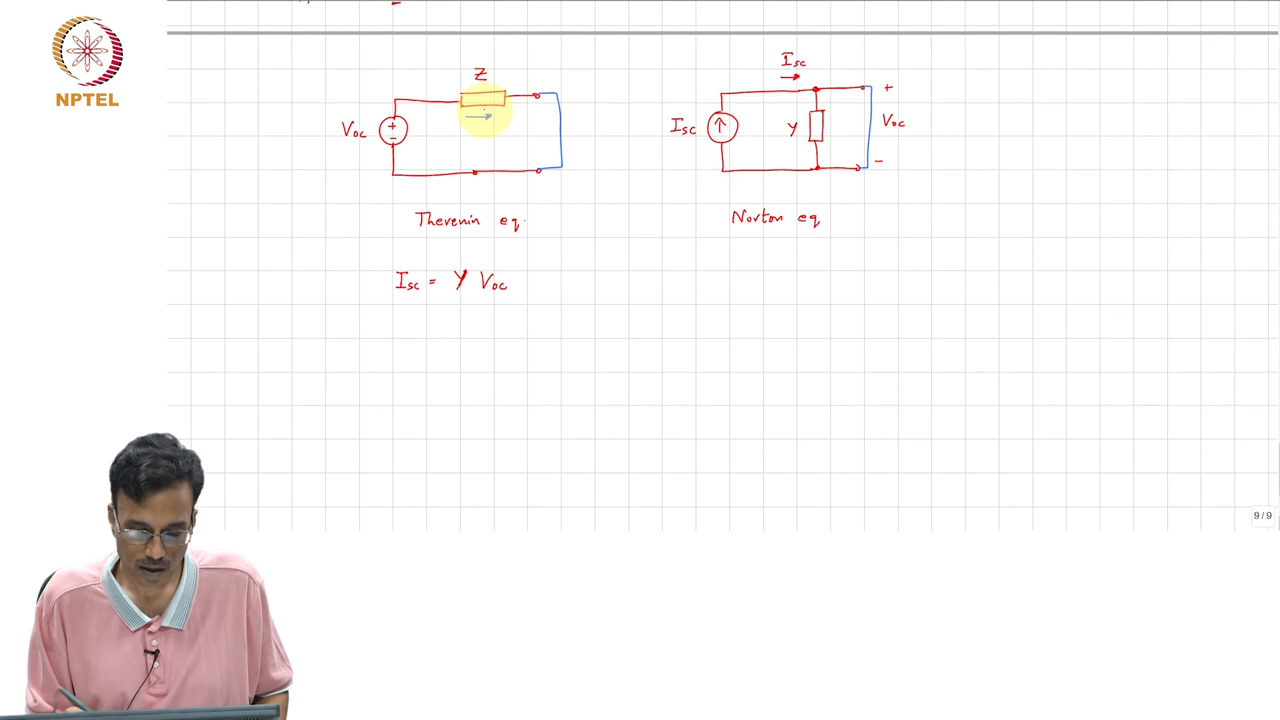 NPTEL
Z
Voc
+
−
Thevenin eq.
Isc
Isc
Y
+
Voc
−
Norton eq
Isc = Y Voc
9 / 9